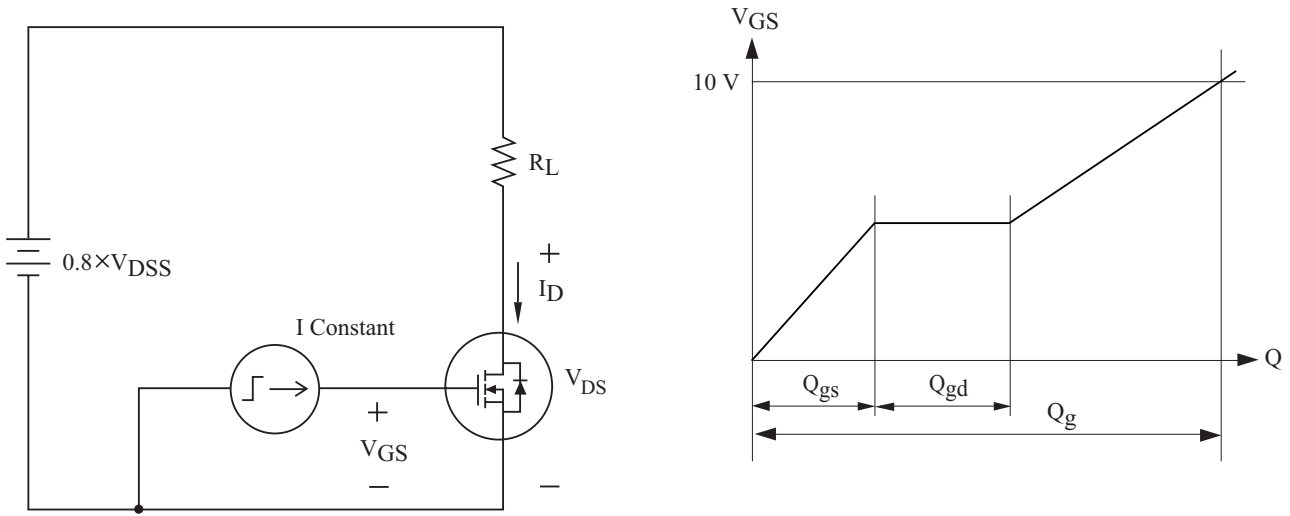 R_L
0.8×V_DSS
+
I_D
I Constant
V_DS
+
V_GS
−
−
V_GS
10 V
Q
Q_gs
Q_gd
Q_g